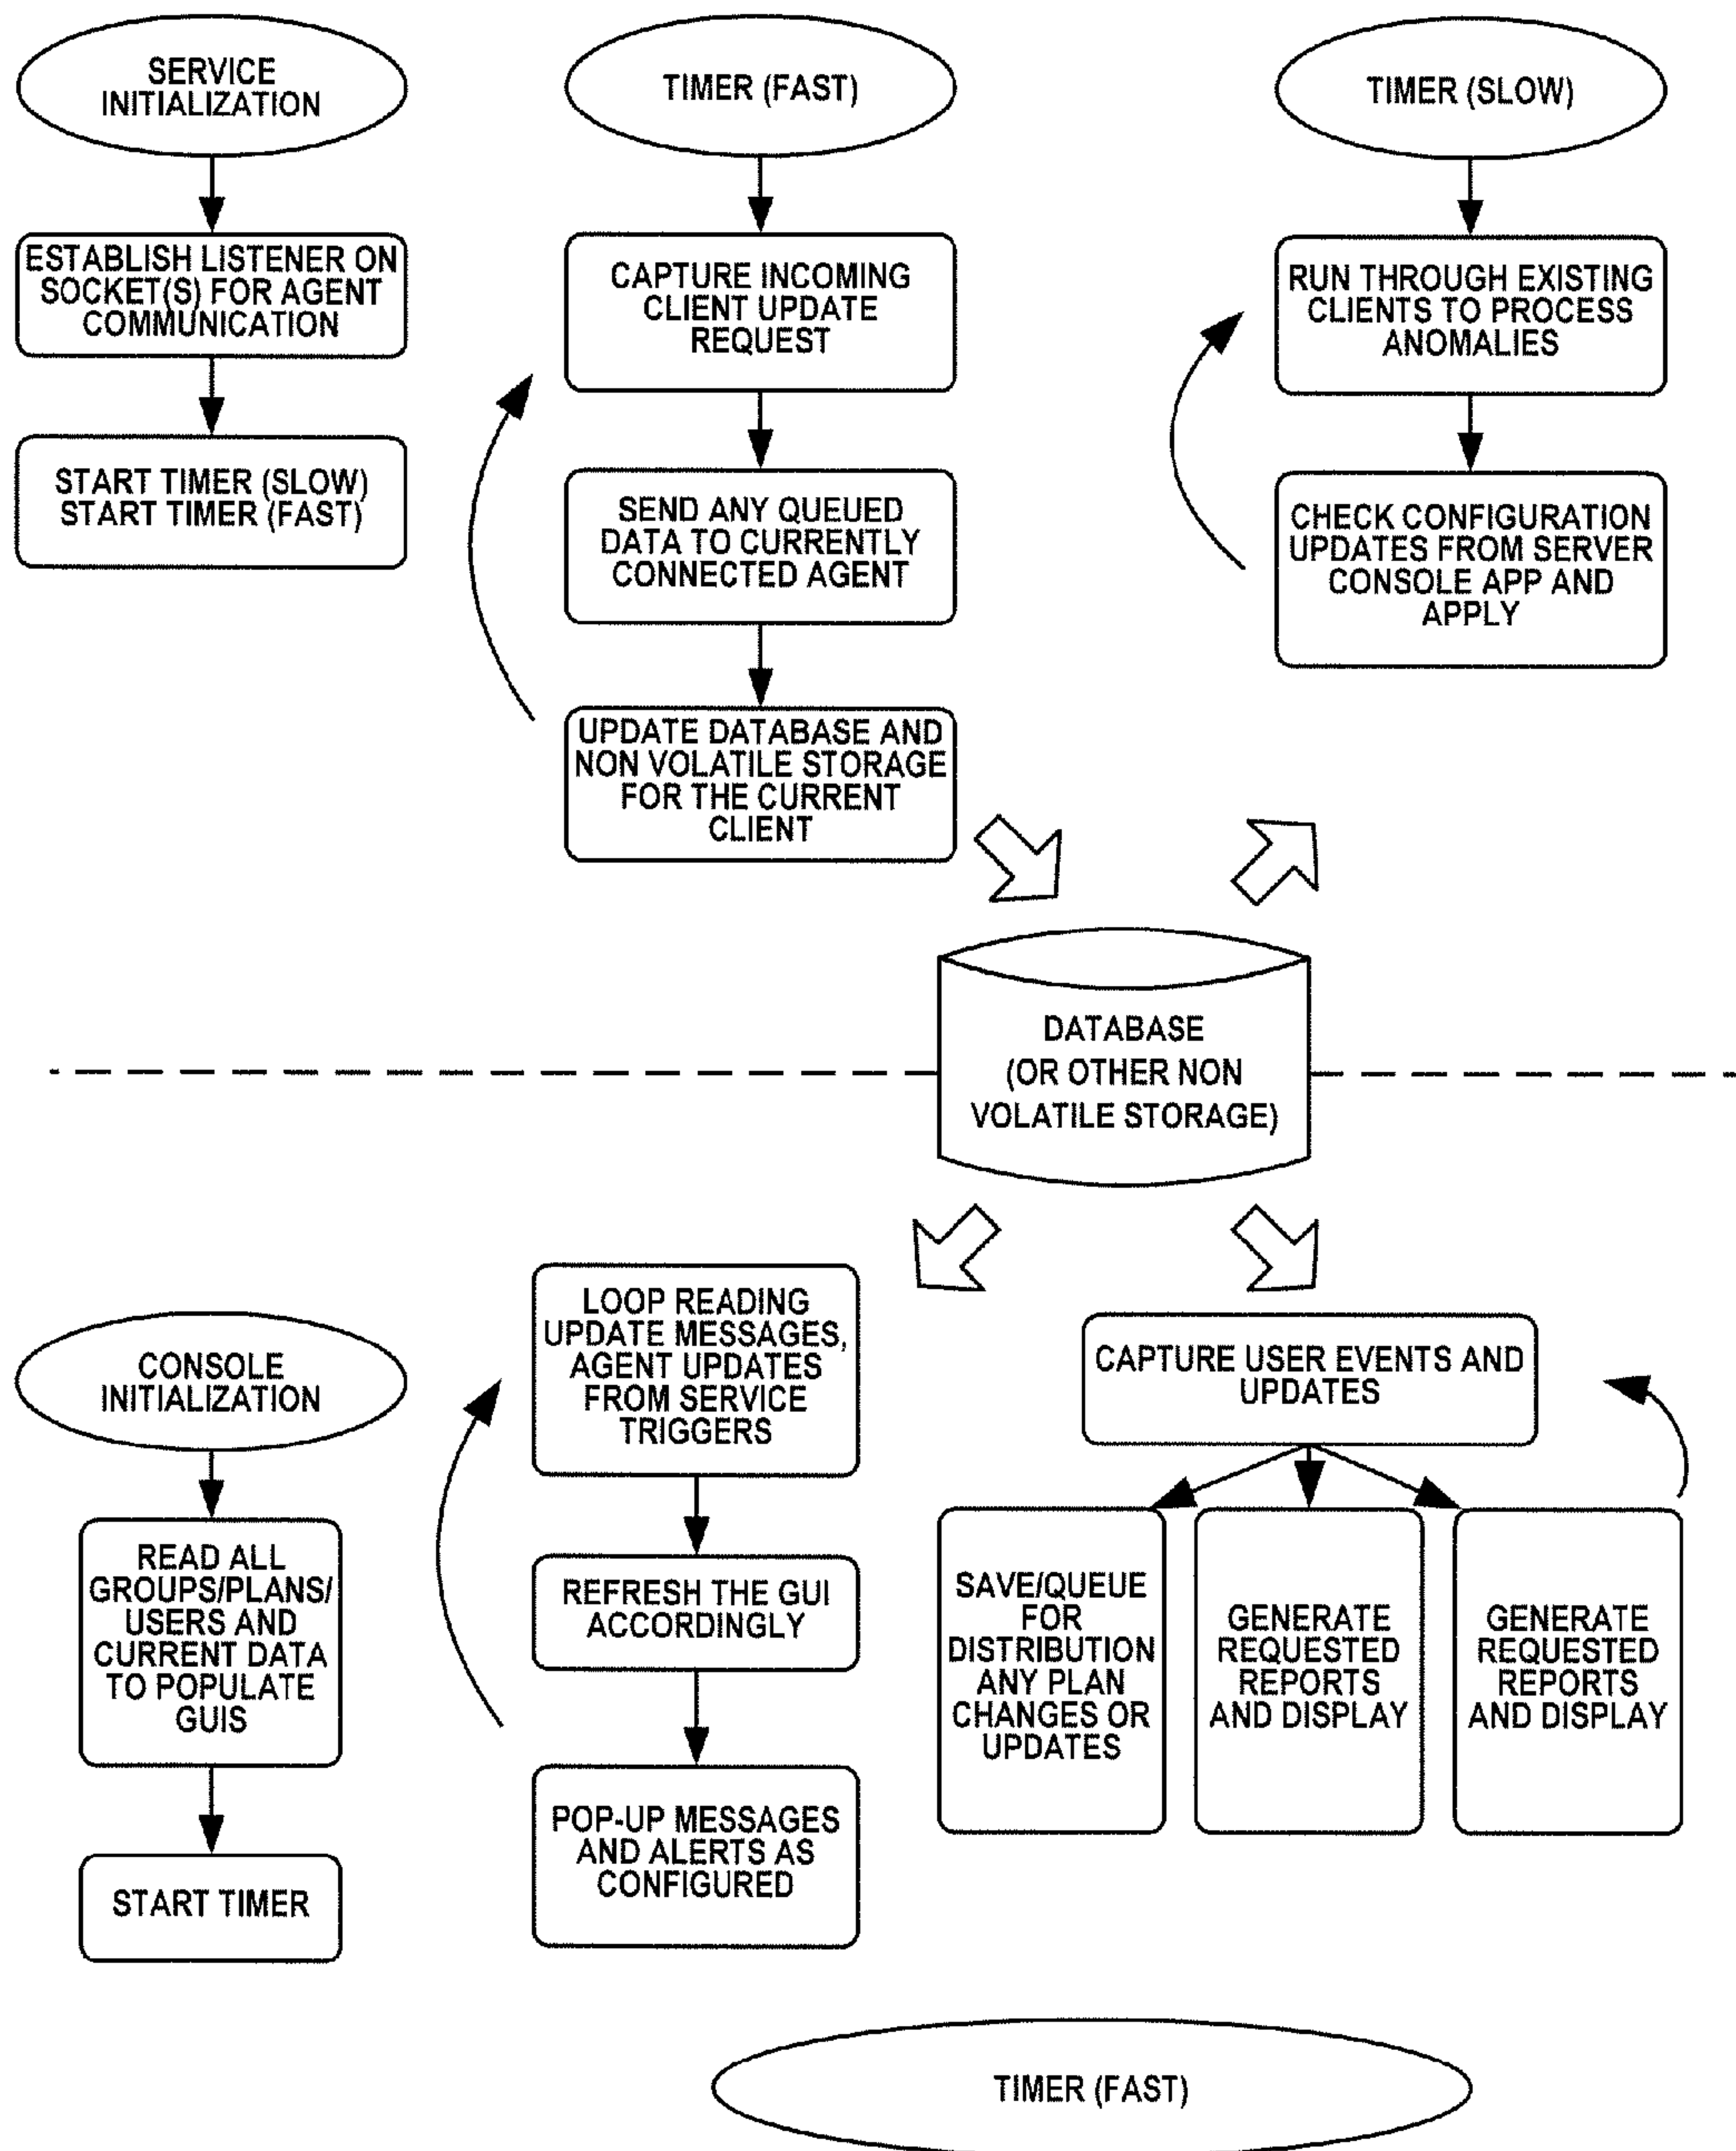 SERVICE
INITIALIZATION
ESTABLISH LISTENER ON
SOCKET(S) FOR AGENT
COMMUNICATION
START TIMER (SLOW)
START TIMER (FAST)
TIMER (FAST)
CAPTURE INCOMING
CLIENT UPDATE
REQUEST
SEND ANY QUEUED
DATA TO CURRENTLY
CONNECTED AGENT
UPDATE DATABASE AND
NON VOLATILE STORAGE
FOR THE CURRENT
CLIENT
TIMER (SLOW)
RUN THROUGH EXISTING
CLIENTS TO PROCESS
ANOMALIES
CHECK CONFIGURATION
UPDATES FROM SERVER
CONSOLE APP AND
APPLY
DATABASE
(OR OTHER NON
VOLATILE STORAGE)
CONSOLE
INITIALIZATION
READ ALL
GROUPS/PLANS/
USERS AND
CURRENT DATA
TO POPULATE
GUIS
START TIMER
LOOP READING
UPDATE MESSAGES,
AGENT UPDATES
FROM SERVICE
TRIGGERS
REFRESH THE GUI
ACCORDINGLY
POP-UP MESSAGES
AND ALERTS AS
CONFIGURED
CAPTURE USER EVENTS AND
UPDATES
SAVE/QUEUE
FOR
DISTRIBUTION
ANY PLAN
CHANGES OR
UPDATES
GENERATE
REQUESTED
REPORTS
AND DISPLAY
GENERATE
REQUESTED
REPORTS
AND DISPLAY
TIMER (FAST)